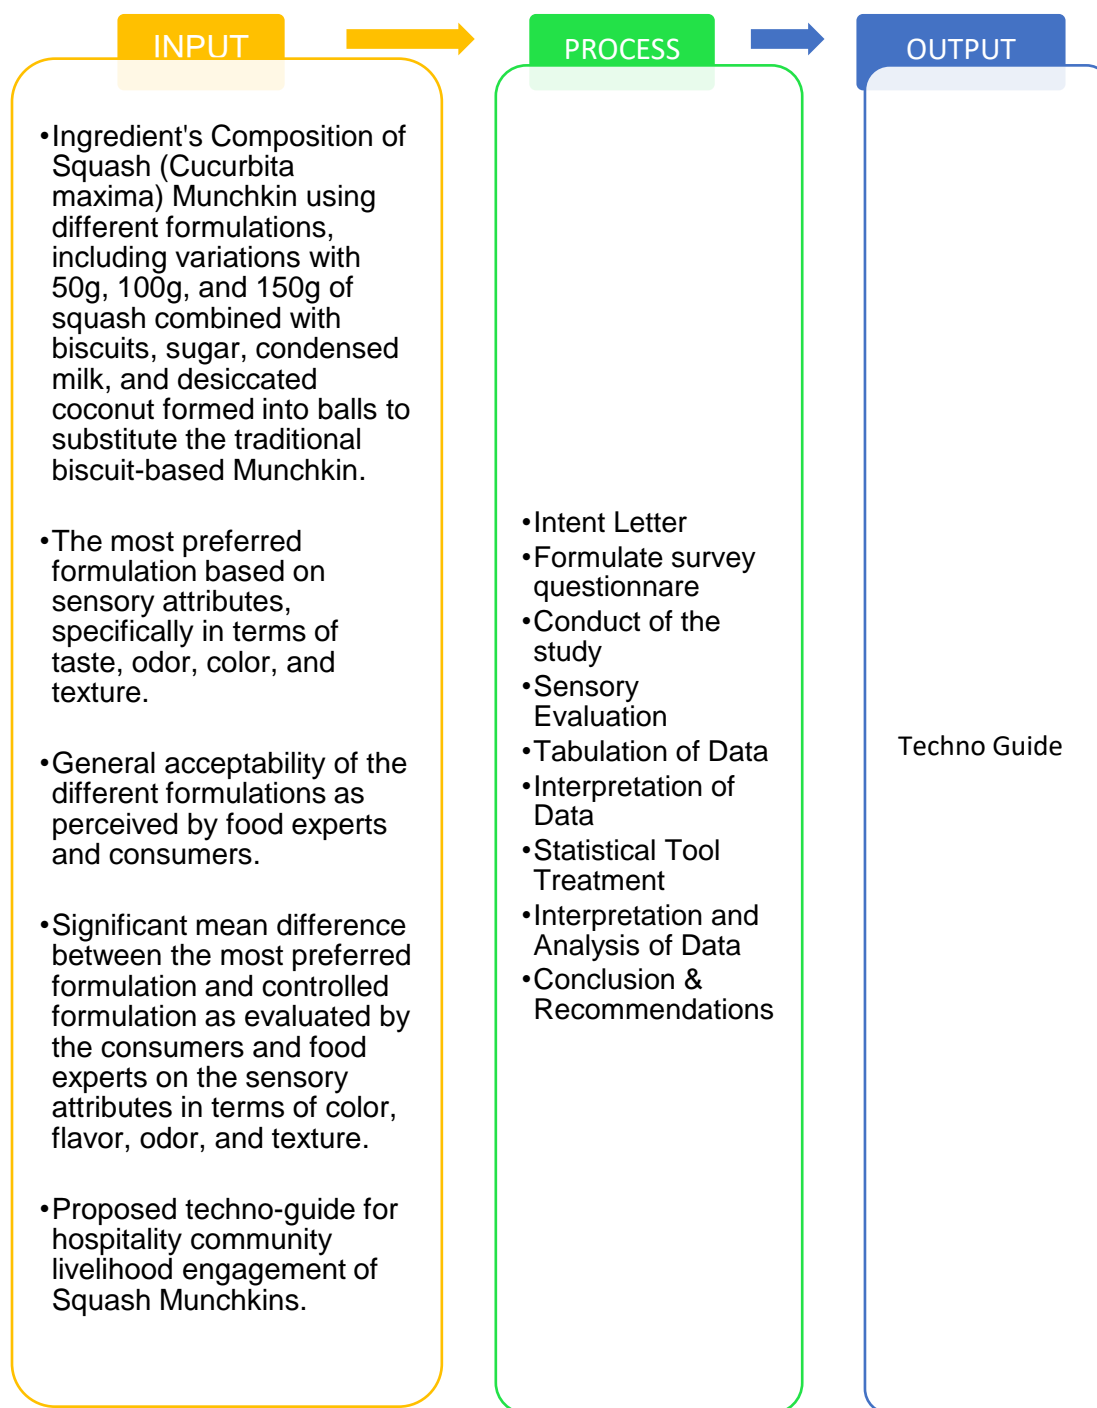 INPUT
PROCESS
OUTPUT
•Ingredient's Composition of
Squash (Cucurbita
maxima) Munchkin using
different formulations,
including variations with
50g, 100g, and 150g of
squash combined with
biscuits, sugar, condensed
milk, and desiccated
coconut formed into balls to
substitute the traditional
biscuit-based Munchkin.
•The most preferred
formulation based on
sensory attributes,
specifically in terms of
taste, odor, color, and
texture.
•General acceptability of the
different formulations as
perceived by food experts
and consumers.
•Significant mean difference
between the most preferred
formulation and controlled
formulation as evaluated by
the consumers and food
experts on the sensory
attributes in terms of color,
flavor, odor, and texture.
•Proposed techno-guide for
hospitality community
livelihood engagement of
Squash Munchkins.
•Intent Letter
•Formulate survey
questionnare
•Conduct of the
study
•Sensory
Evaluation
•Tabulation of Data
•Interpretation of
Data
•Statistical Tool
Treatment
•Interpretation and
Analysis of Data
•Conclusion &
Recommendations
Techno Guide